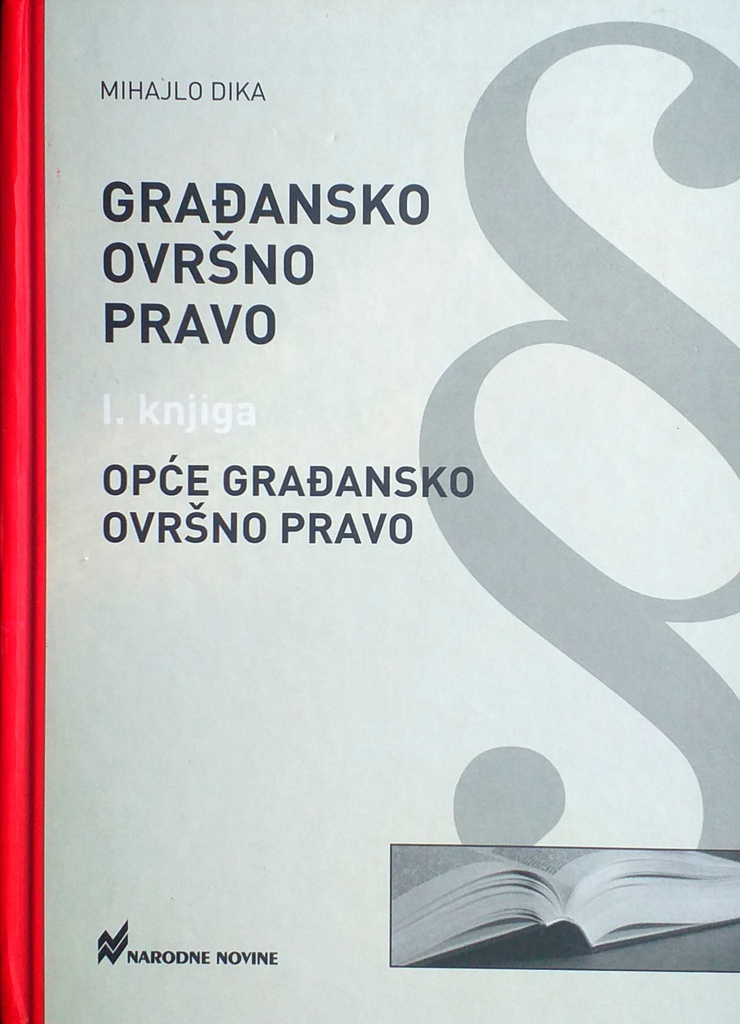 MIHAJLO DIKA
GRAĐANSKO
OVRŠNO
PRAVO
I. knjiga
OPĆE GRAĐANSKO
OVRŠNO PRAVO
NARODNE NOVINE